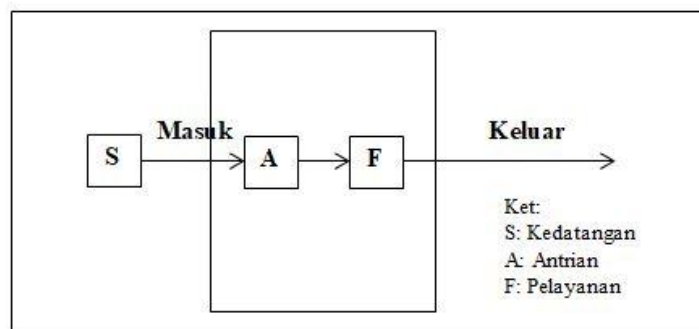 Masuk
Keluar
S
A
F
Ket:
S: Kedatangan
A: Antrian
F: Pelayanan